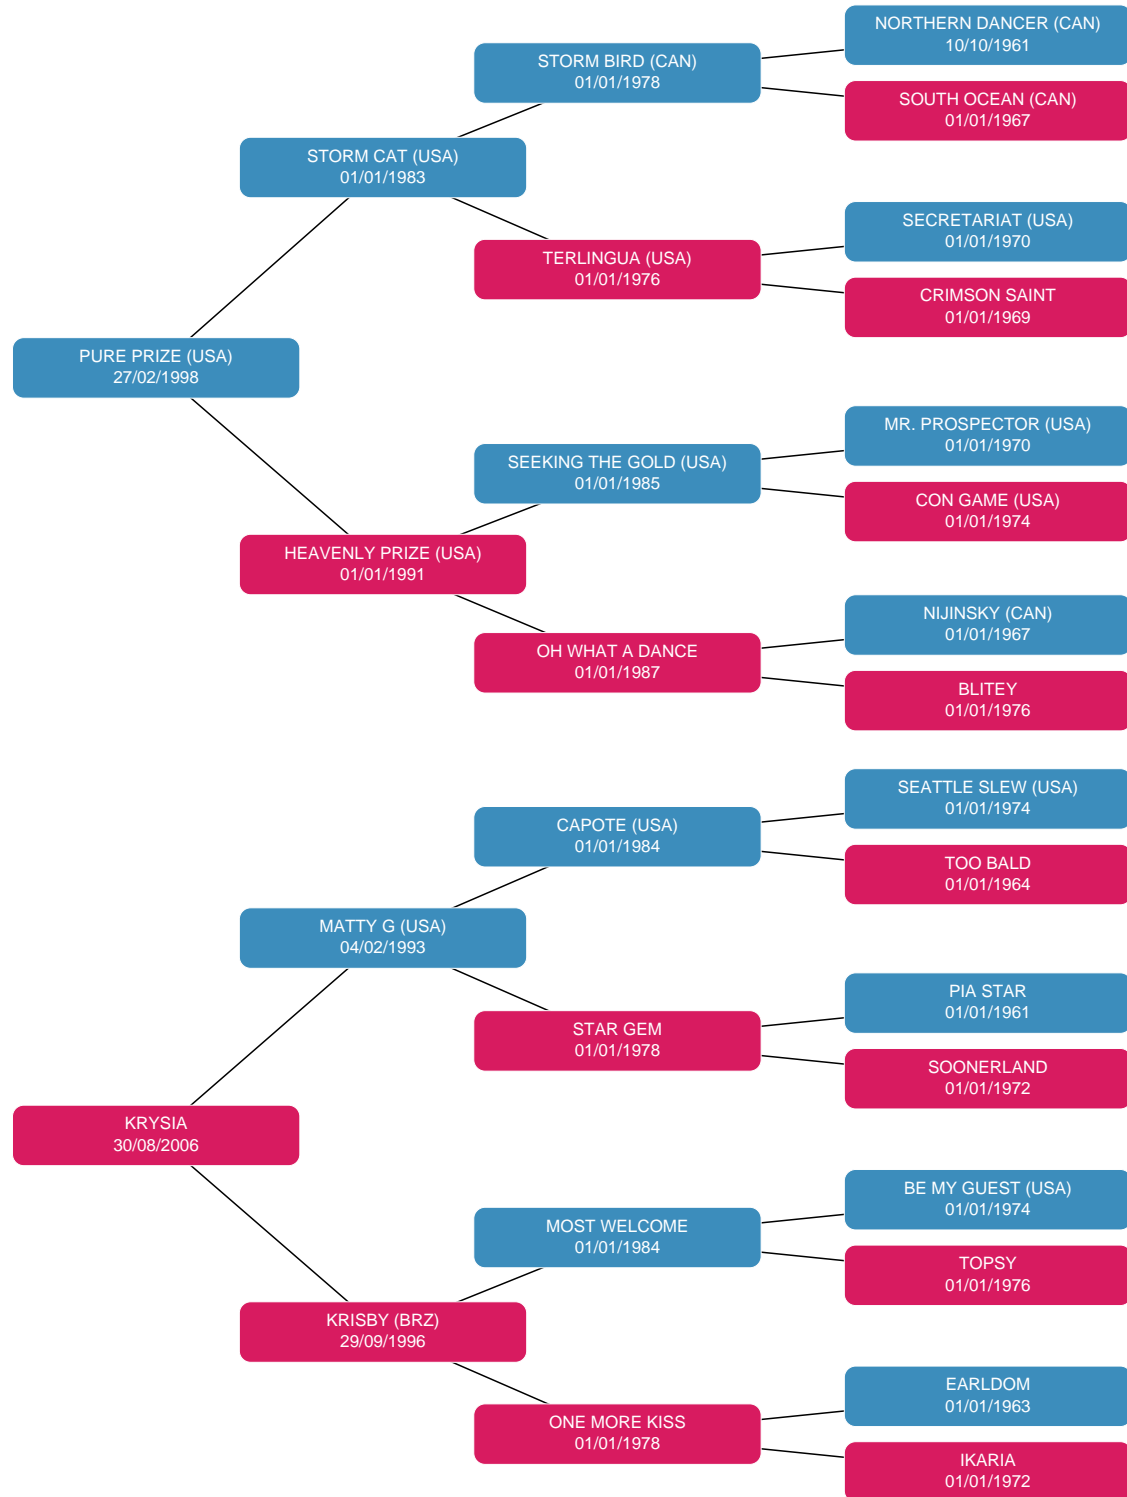 NORTHERN DANCER (CAN)
10/10/1961
STORM BIRD (CAN)
01/01/1978
SOUTH OCEAN (CAN)
01/01/1967
STORM CAT (USA)
01/01/1983
SECRETARIAT (USA)
01/01/1970
TERLINGUA (USA)
01/01/1976
CRIMSON SAINT
01/01/1969
PURE PRIZE (USA)
27/02/1998
MR. PROSPECTOR (USA)
01/01/1970
SEEKING THE GOLD (USA)
01/01/1985
CON GAME (USA)
01/01/1974
HEAVENLY PRIZE (USA)
01/01/1991
NIJINSKY (CAN)
01/01/1967
OH WHAT A DANCE
01/01/1987
BLITEY
01/01/1976
SEATTLE SLEW (USA)
01/01/1974
CAPOTE (USA)
01/01/1984
TOO BALD
01/01/1964
MATTY G (USA)
04/02/1993
PIA STAR
01/01/1961
STAR GEM
01/01/1978
SOONERLAND
01/01/1972
KRYSIA
30/08/2006
BE MY GUEST (USA)
01/01/1974
MOST WELCOME
01/01/1984
TOPSY
01/01/1976
KRISBY (BRZ)
29/09/1996
EARLDOM
01/01/1963
ONE MORE KISS
01/01/1978
IKARIA
01/01/1972